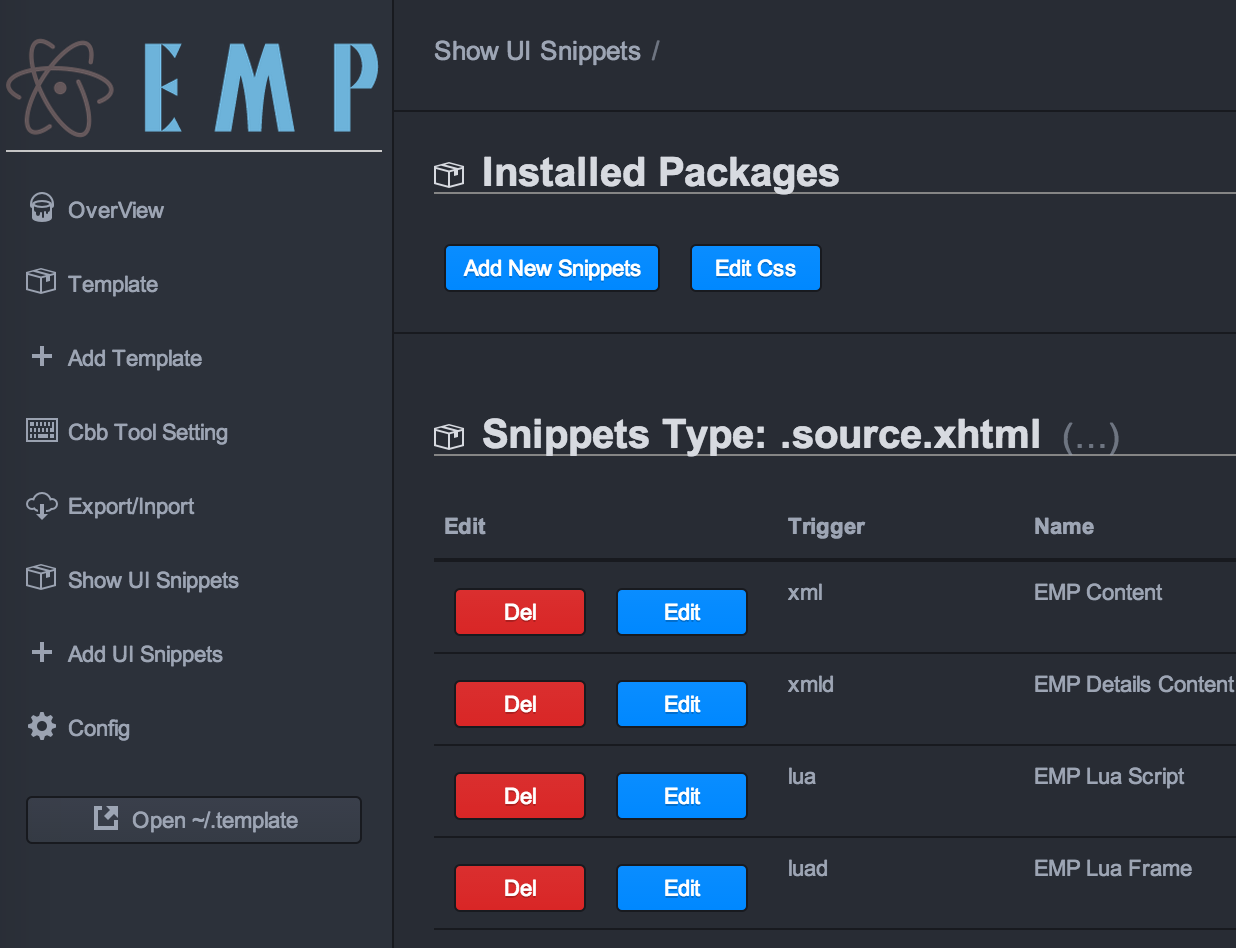 EMP
OverView
Template
Add Template
Cbb Tool Setting
Export/Inport
Show UI Snippets
Add UI Snippets
Config
Open ~/.template
Show UI Snippets /
Installed Packages
Add New Snippets Edit Css
Snippets Type: .source.xhtml (...)
Edit Trigger Name
Del Edit xml EMP Content
Del Edit xmld EMP Details Content
Del Edit lua EMP Lua Script
Del Edit luad EMP Lua Frame